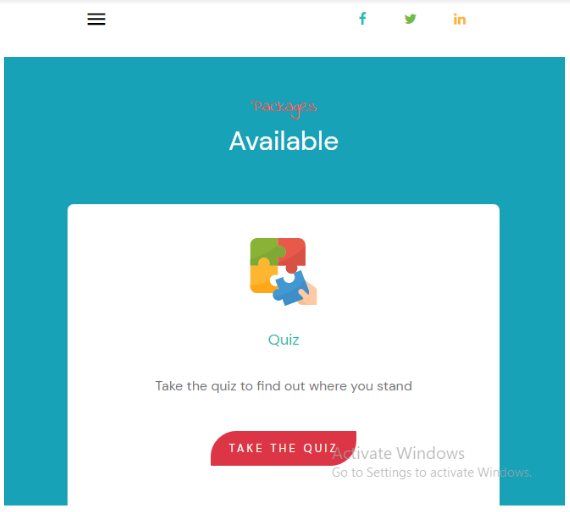 Packages
Available
Quiz
Take the quiz to find out where you stand
TAKE THE QUIZ
Activate Windows
Go to Settings to activate Windows.